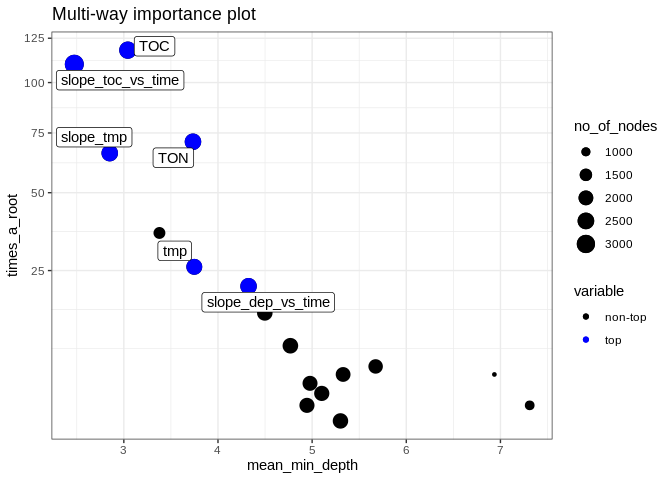 Multi-way importance plot
125
100
75
50
25
times_a_root
TOC
slope_toc_vs_time
slope_tmp
TON
tmp
slope_dep_vs_time
3
4
5
6
7
mean_min_depth
no_of_nodes
1000
1500
2000
2500
3000
variable
non-top
top